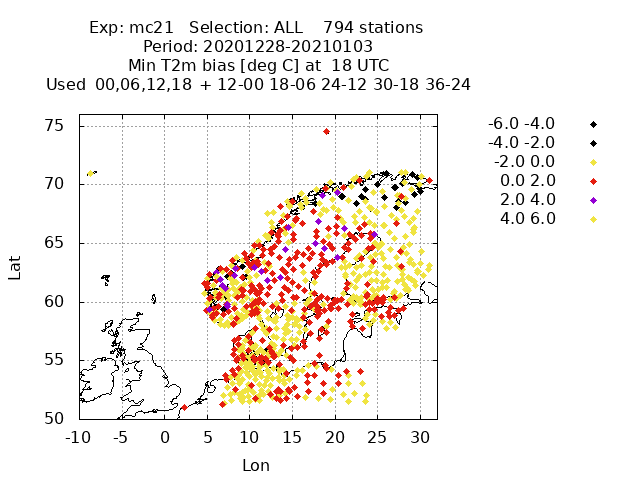 Exp: mc21   Selection: ALL    794 stations
Period: 20201228-20210103
Min T2m bias [deg C] at  18 UTC
Used  00,06,12,18  + 12-00 18-06 24-12 30-18 36-24
-6.0 -4.0
-4.0 -2.0
-2.0 0.0
0.0 2.0
2.0 4.0
4.0 6.0
75
70
65
60
55
50
Lat
-10 -5 0 5 10 15 20 25 30
Lon